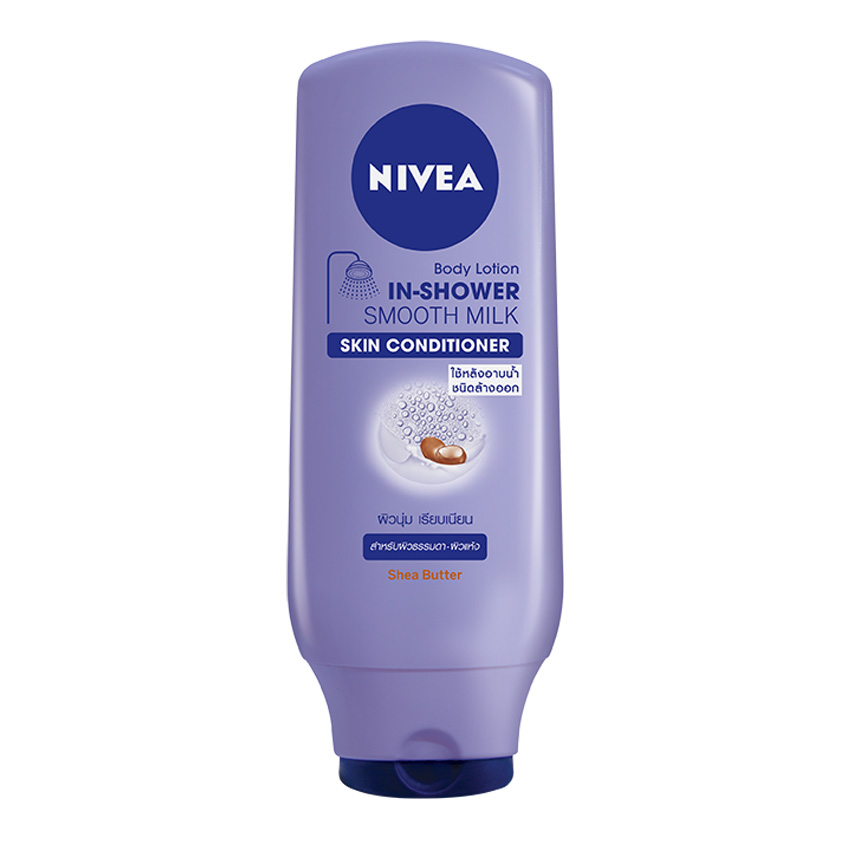 NIVEA
Body Lotion
IN-SHOWER
SMOOTH MILK
SKIN CONDITIONER
ใช้หลังอาบน้ำ
ชนิดล้างออก
ผิวนุ่ม เรียบเนียน
สำหรับผิวธรรมดา-ผิวแห้ง
Shea Butter